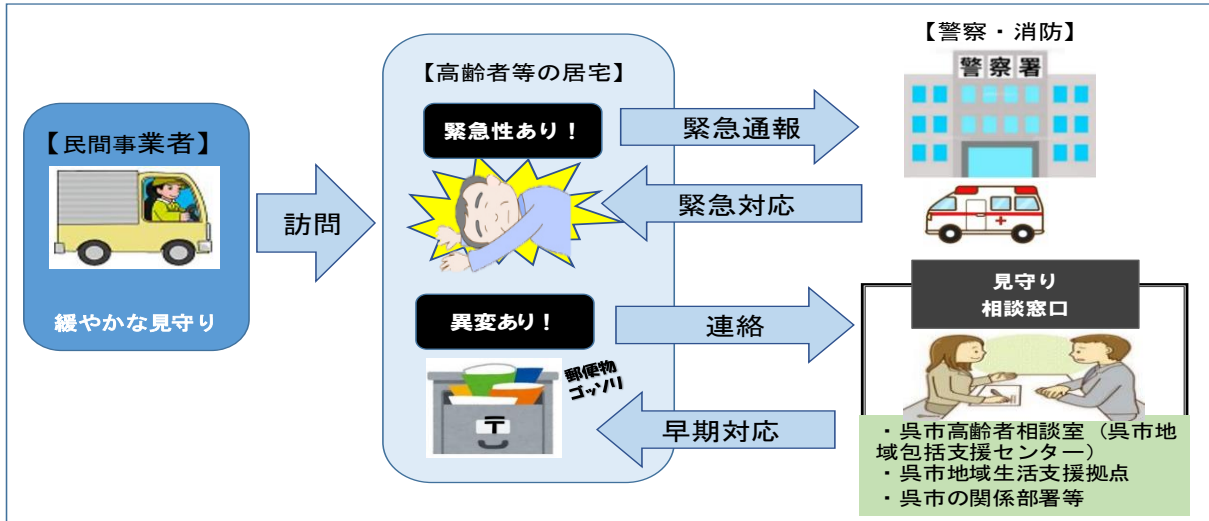 【民間事業者】
緩やかな見守り
訪問
【高齢者等の居宅】
緊急性あり！
異変あり！
郵便物
ゴッソリ
〒
緊急通報
緊急対応
連絡
早期対応
【警察・消防】
警察署
見守り
相談窓口
・呉市高齢者相談室（呉市地
域包括支援センター）
・呉市地域生活支援拠点
・呉市の関係部署等